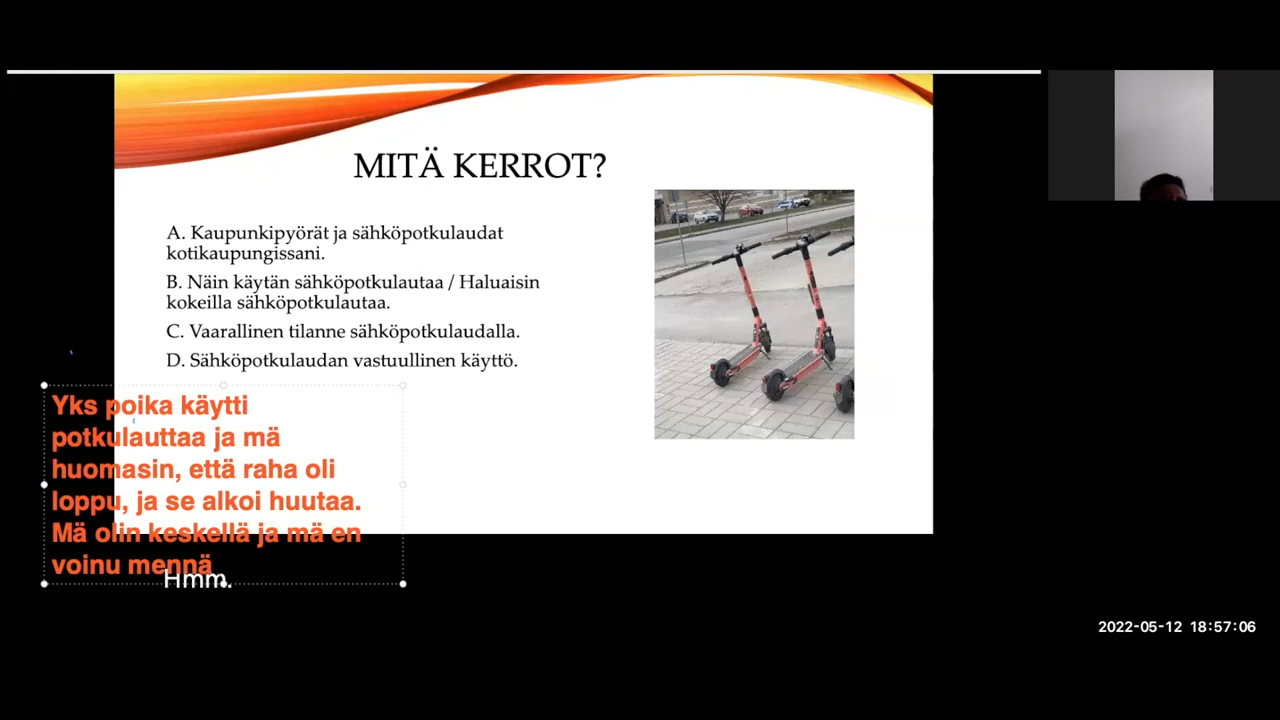 MITÄ KERROT?
A. Kaupunkipyörät ja sähköpotkulaudat
kotikaupungissani.
B. Näin käytän sähköpotkulautaa / Haluaisin
kokeilla sähköpotkulautaa.
C. Vaarallinen tilanne sähköpotkulaudalla.
D. Sähköpotkulaudan vastuullinen käyttö.
Yks poika käytti
potkulauttaa ja mä
huomasin, että raha oli
loppu, ja se alkoi huutaa.
Mä olin keskellä ja mä en
voinu mennä
Hmm.
2022-05-12 18:57:06